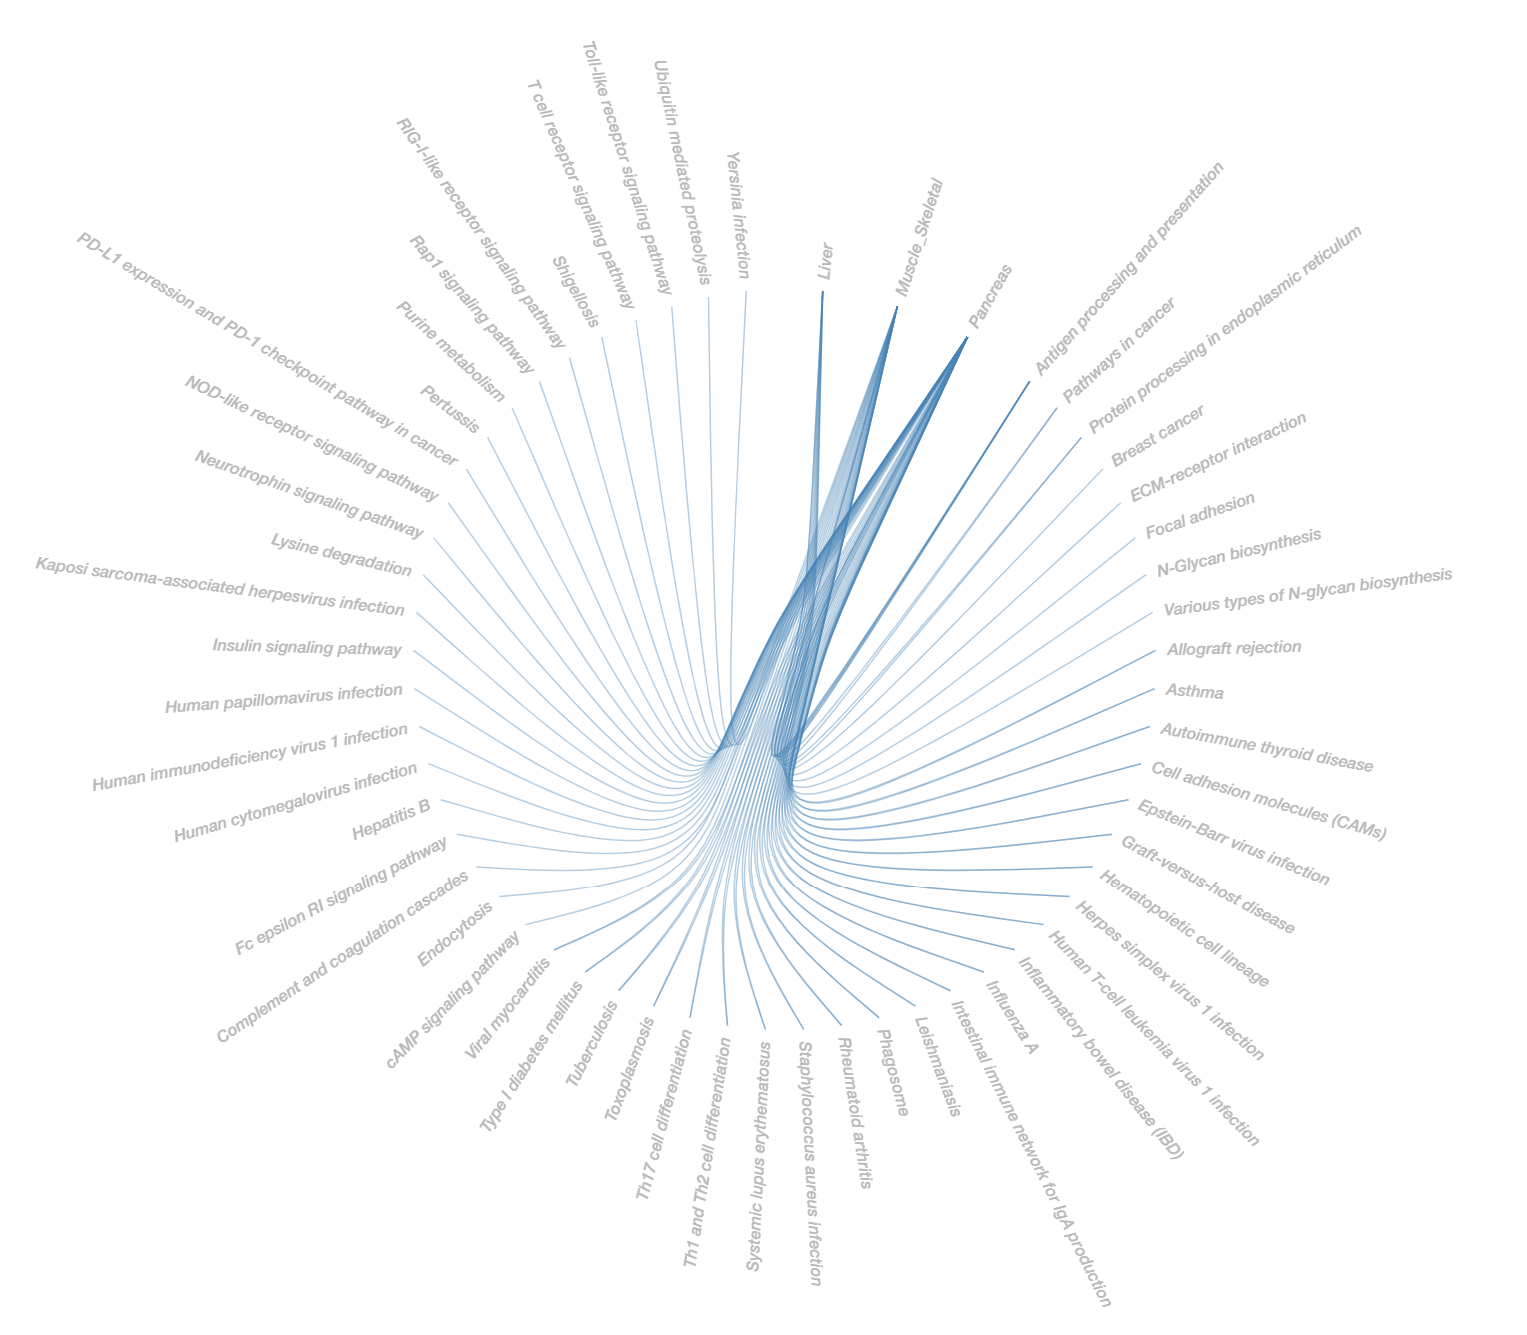 Liver
Muscle_Skeletal
Pancreas
Antigen processing and presentation
Pathways in cancer
Protein processing in endoplasmic reticulum
Breast cancer
ECM-receptor interaction
Focal adhesion
N-Glycan biosynthesis
Various types of N-glycan biosynthesis
Allograft rejection
Asthma
Autoimmune thyroid disease
Cell adhesion molecules (CAMs)
Epstein-Barr virus infection
Graft-versus-host disease
Hematopoietic cell lineage
Herpes simplex virus 1 infection
Human T-cell leukemia virus 1 infection
Inflammatory bowel disease (IBD)
Influenza A
Intestinal immune network for IgA production
Leishmaniasis
Phagosome
Rheumatoid arthritis
Staphylococcus aureus infection
Systemic lupus erythematosus
Th1 and Th2 cell differentiation
Th17 cell differentiation
Toxoplasmosis
Tuberculosis
Type I diabetes mellitus
Viral myocarditis
cAMP signaling pathway
Endocytosis
Complement and coagulation cascades
Fc epsilon RI signaling pathway
Hepatitis B
Human cytomegalovirus infection
Human immunodeficiency virus 1 infection
Human papillomavirus infection
Insulin signaling pathway
Kaposi sarcoma-associated herpesvirus infection
Lysine degradation
Neurotrophin signaling pathway
NOD-like receptor signaling pathway
PD-L1 expression and PD-1 checkpoint pathway in cancer
Pertussis
Purine metabolism
Rap1 signaling pathway
RIG-I-like receptor signaling pathway
Shigellosis
T cell receptor signaling pathway
Toll-like receptor signaling pathway
Ubiquitin mediated proteolysis
Yersinia infection